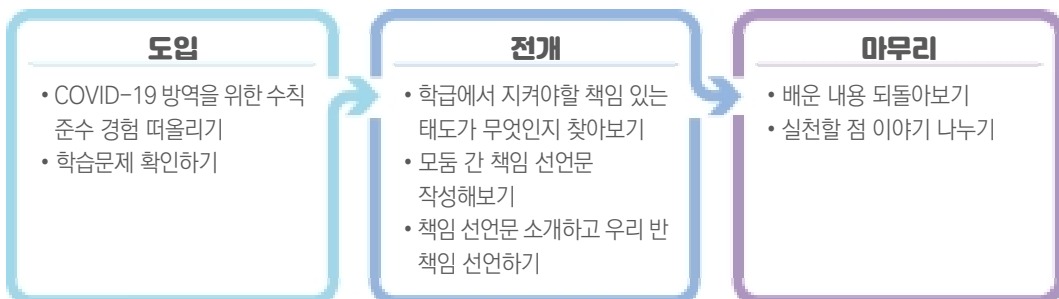 도입
• COVID-19 방역을 위한 수칙
준수 경험 떠올리기
• 학습문제 확인하기
전개
• 학급에서 지켜야할 책임 있는
태도가 무엇인지 찾아보기
• 모둠 간 책임 선언문
작성해보기
• 책임 선언문 소개하고 우리 반
책임 선언하기
마무리
• 배운 내용 되돌아보기
• 실천할 점 이야기 나누기